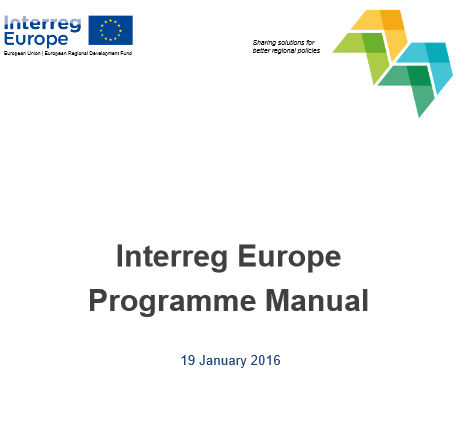 Interreg
Europe
European Union | European Regional Development Fund
Sharing solutions for
better regional policies
Interreg Europe
Programme Manual
19 January 2016